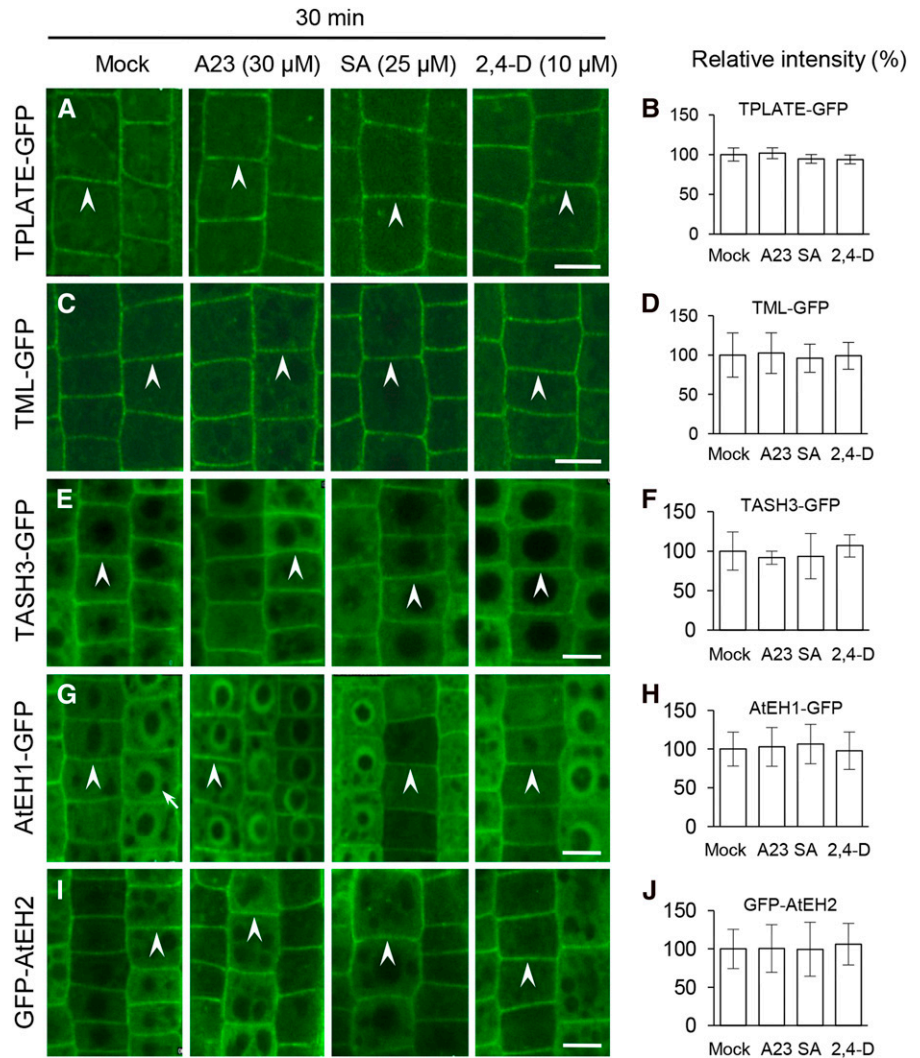 30 min
Mock A23 (30 µM) SA (25 µM) 2,4-D (10 µM) Relative intensity (%)
TPLATE-GFP
A
B
TPLATE-GFP
150
100
50
0
Mock A23 SA 2,4-D
TML-GFP
C
D
TML-GFP
150
100
50
0
Mock A23 SA 2,4-D
TASH3-GFP
E
F
TASH3-GFP
150
100
50
0
Mock A23 SA 2,4-D
AtEH1-GFP
G
H
AtEH1-GFP
150
100
50
0
Mock A23 SA 2,4-D
GFP-AtEH2
I
J
GFP-AtEH2
150
100
50
0
Mock A23 SA 2,4-D